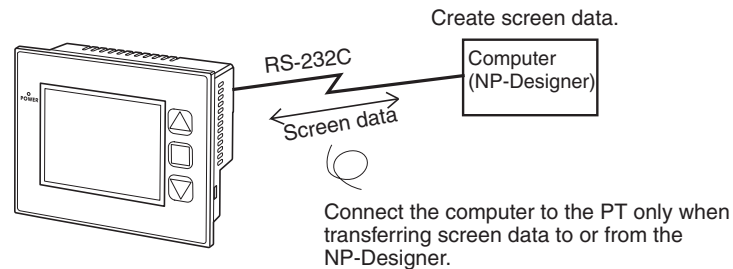 Create screen data.
RS-232C
Computer
(NP-Designer)
POWER
Screen data
Connect the computer to the PT only when
transferring screen data to or from the
NP-Designer.